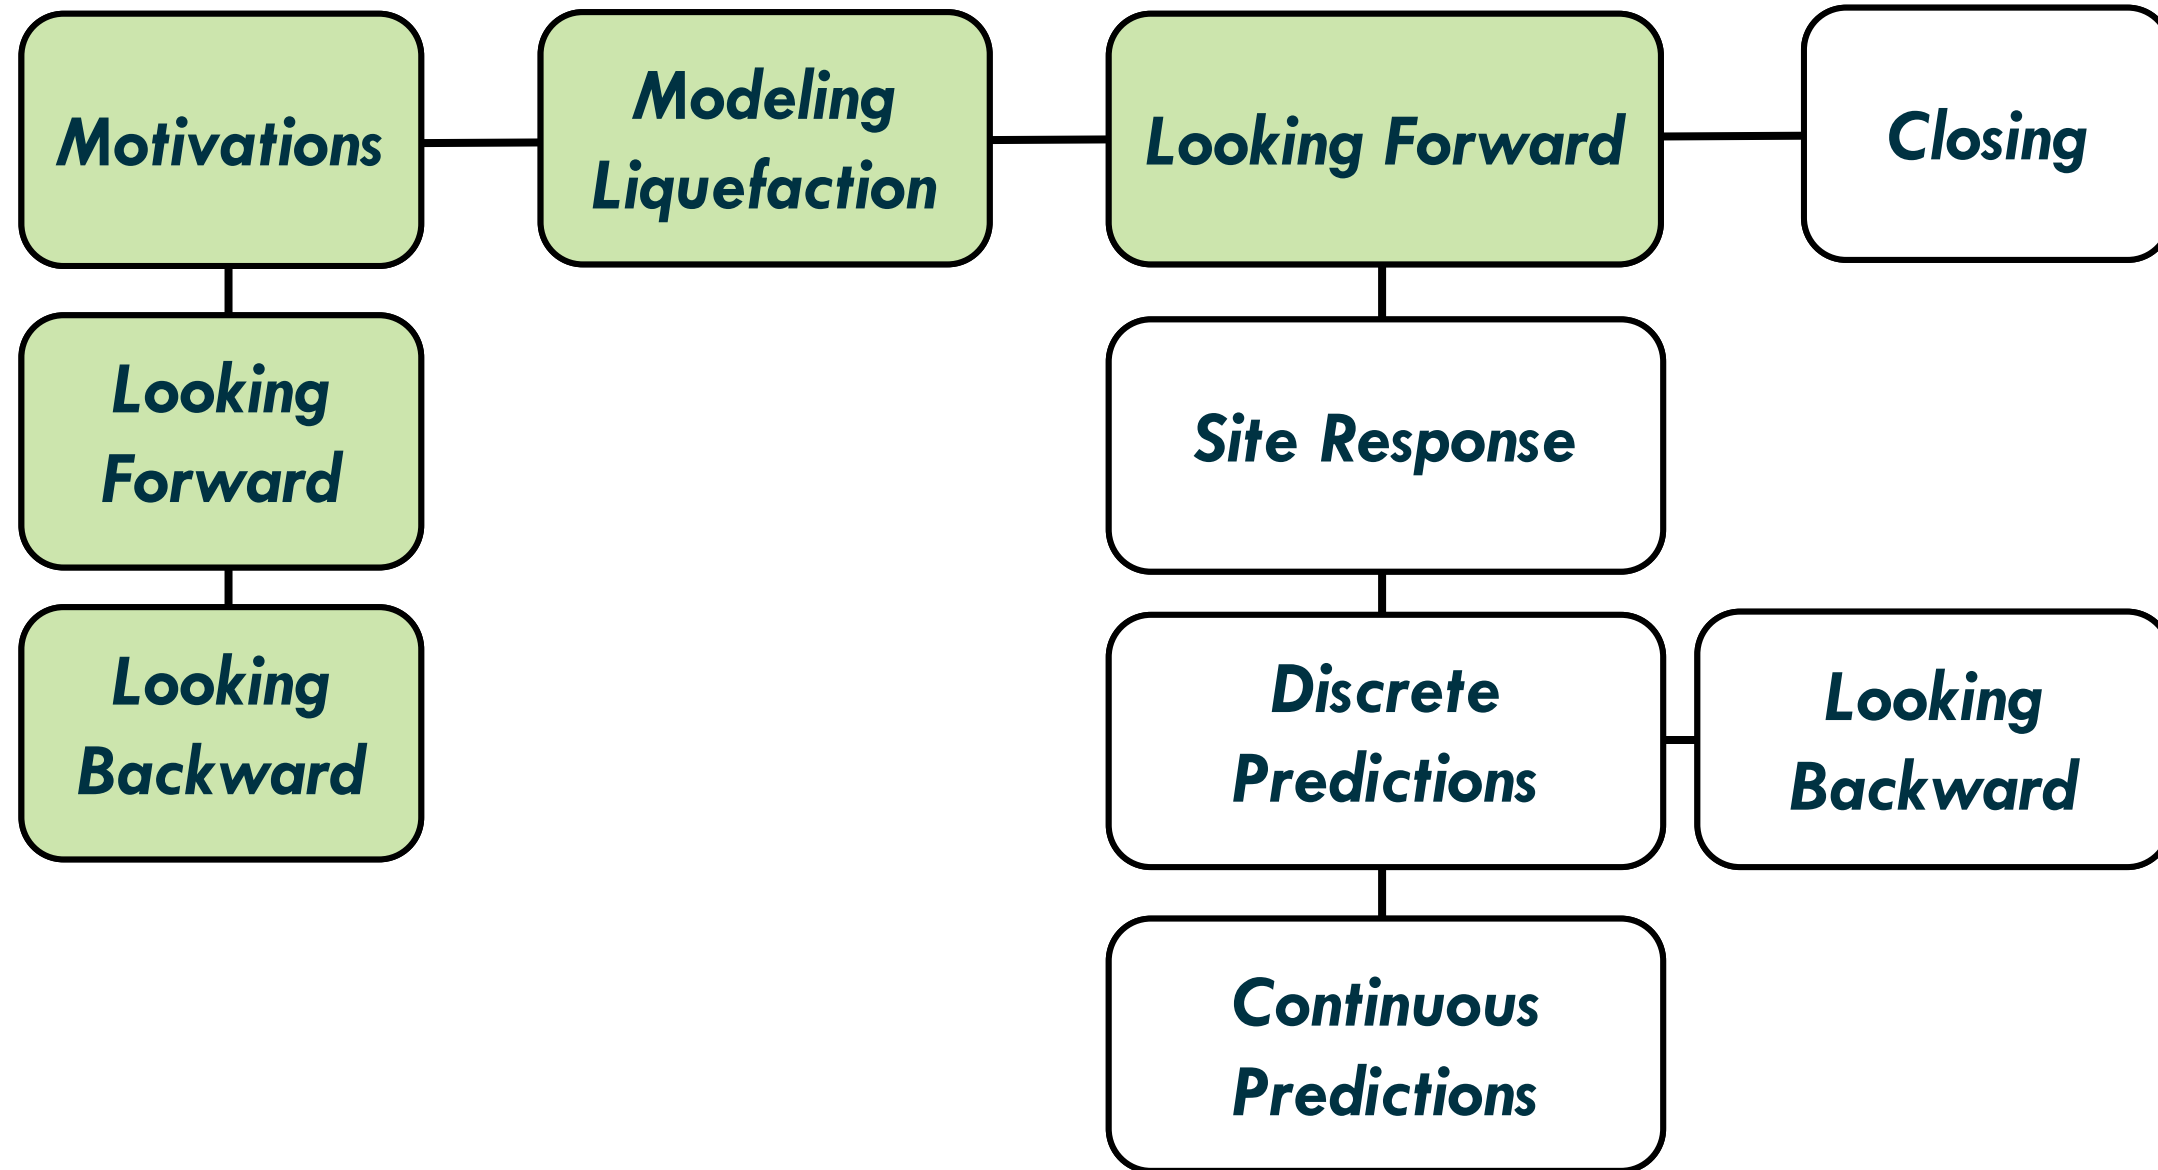 Motivations
Modeling
Liquefaction
Looking Forward
Closing
Looking
Forward
Looking
Backward
Site Response
Discrete
Predictions
Looking
Backward
Continuous
Predictions